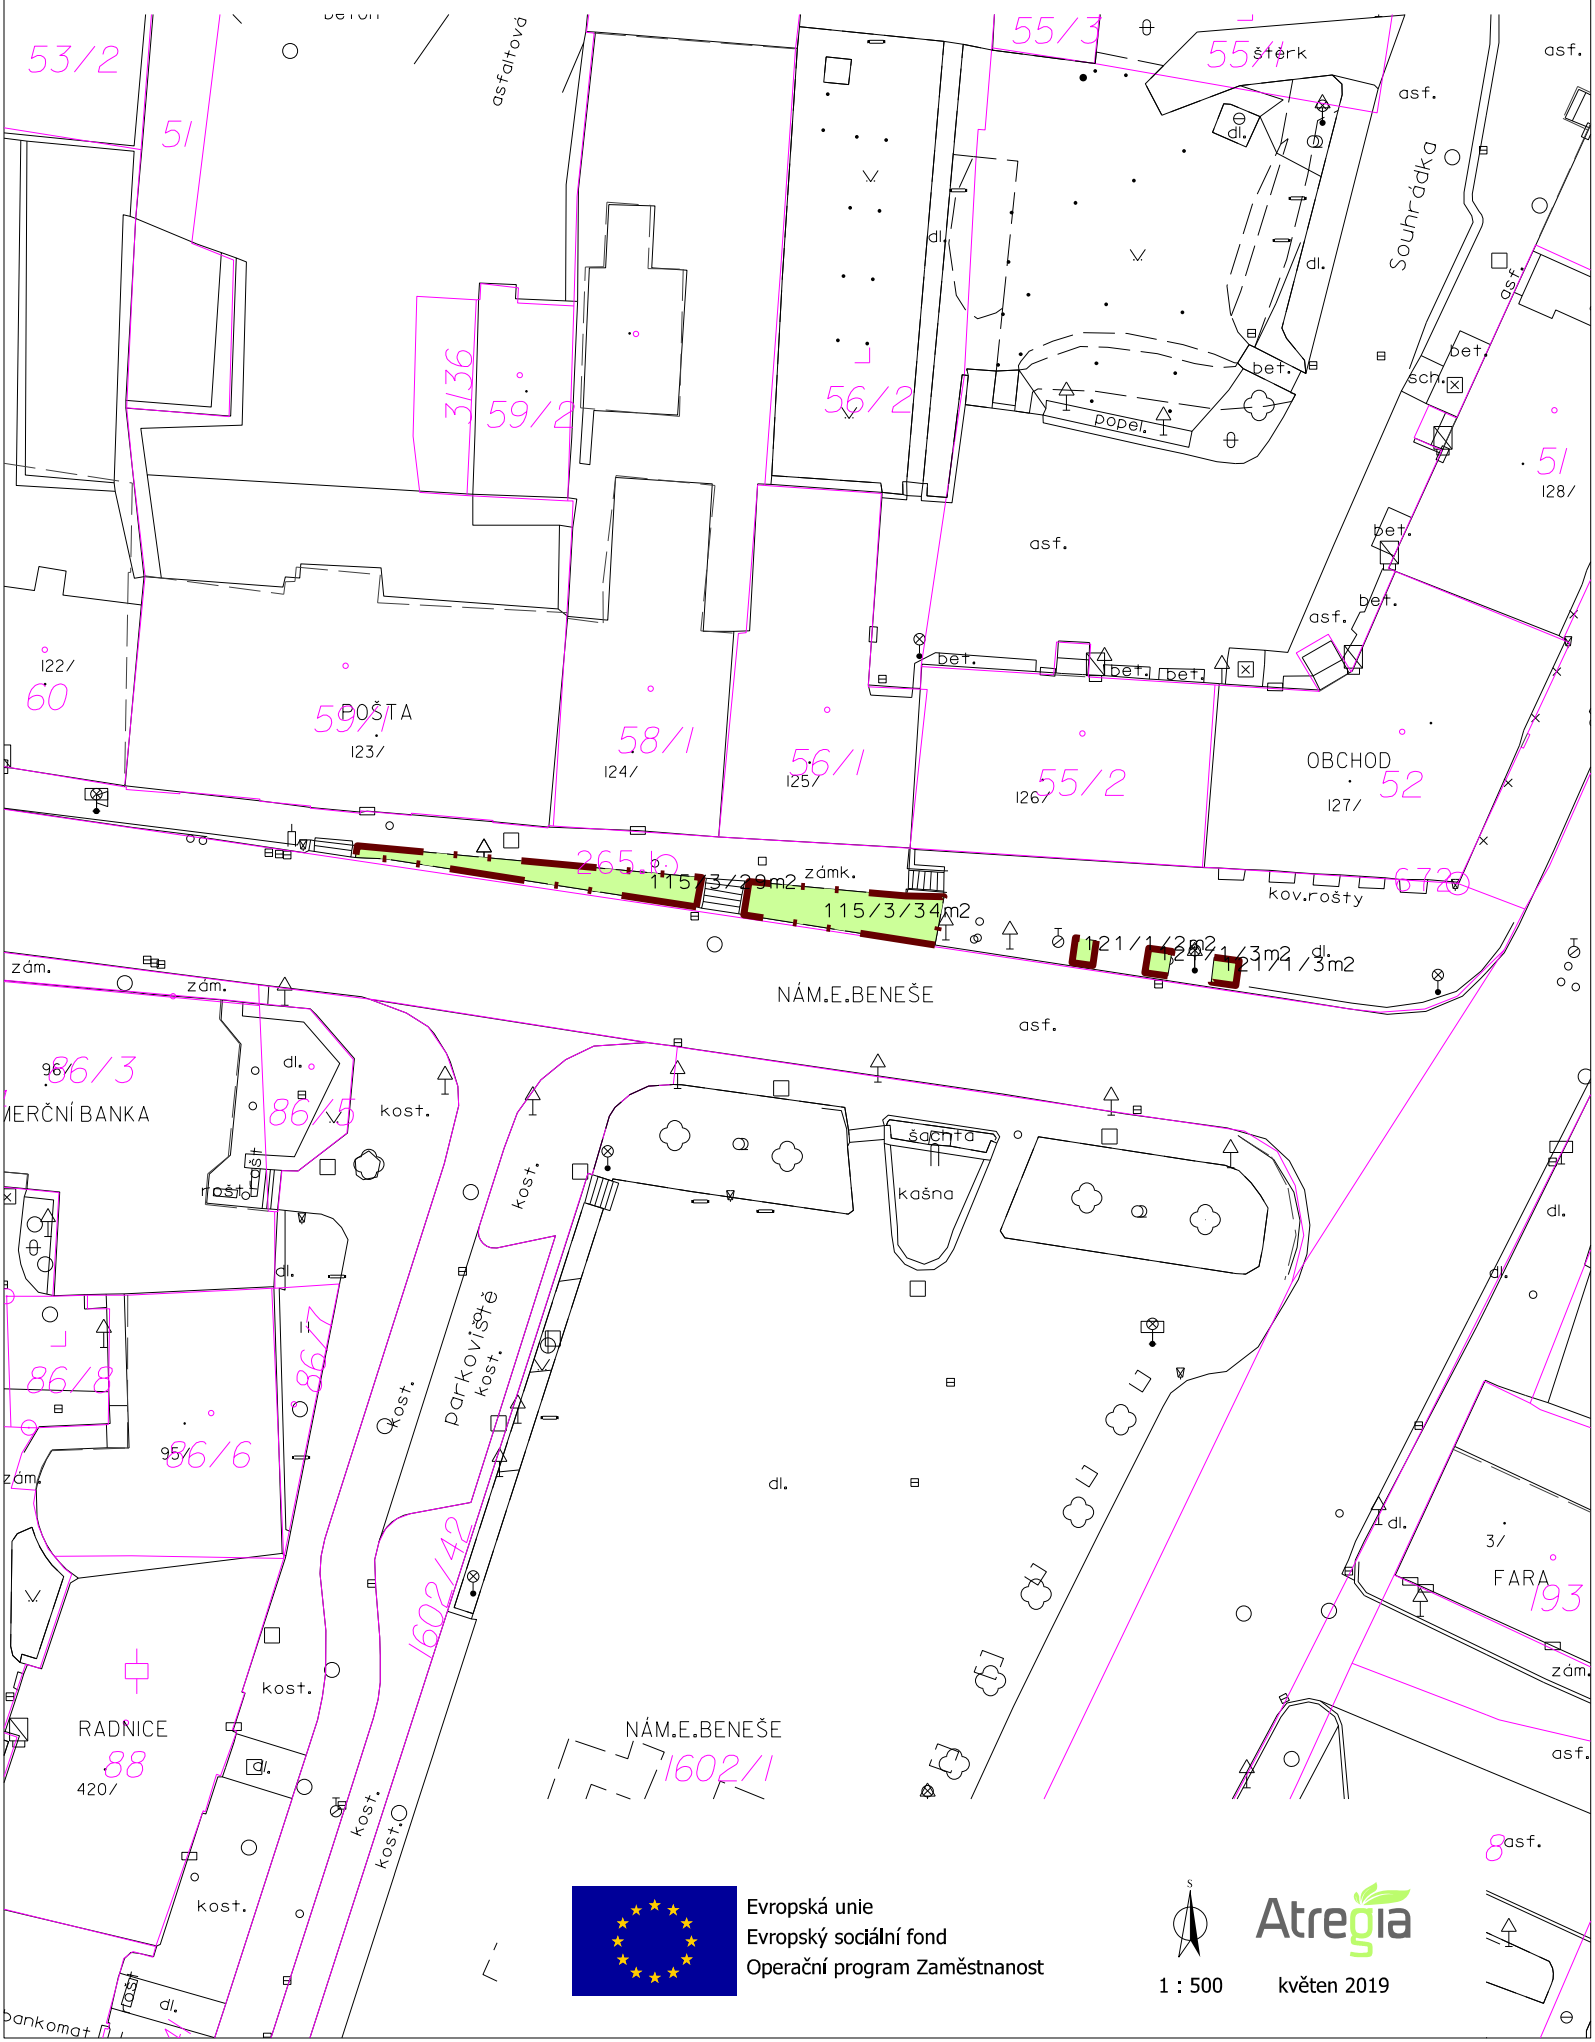 beton
53/2
51
asfaltová
55/3
55/1
štěrk
asf.
asf.
dl.
Souhrádka
dl.
dl.
asf.
3136
59/2
56/2
bet.
popel.
bet.
sch.
51
128/
asf.
bet.
bet.
asf.
122/
60
POŠTA
59/1
123/
58/1
124/
56/1
125/
bet.
bet.
bet.
55/2
126/
OBCHOD
52
127/
265.
115/3/29m2
zámk.
115/3/34m2
672
kov.rošty
121/1/2m2
121/1/3m2
121/1/3m2
dl.
zám.
zám.
NÁM.E.BENEŠE
asf.
96/
86/3
MERČNÍ BANKA
dl.
86/5
kost.
rošt
rošt
kost.
šachta
kašna
dl.
dl.
dl.
86/7
parkoviště
kost.
kost.
86/8
95/
86/6
zám.
dl.
dl.
3/
FARA
193
1602/42
zám.
kost.
RADNICE
88
420/
dl.
NÁM.E.BENEŠE
1602/1
asf.
kost.
kost.
8
asf.
kost.
rošt
dl.
bankomat
Evropská unie
Evropský sociální fond
Operační program Zaměstnanost
S
1 : 500
Atregia
květen 2019